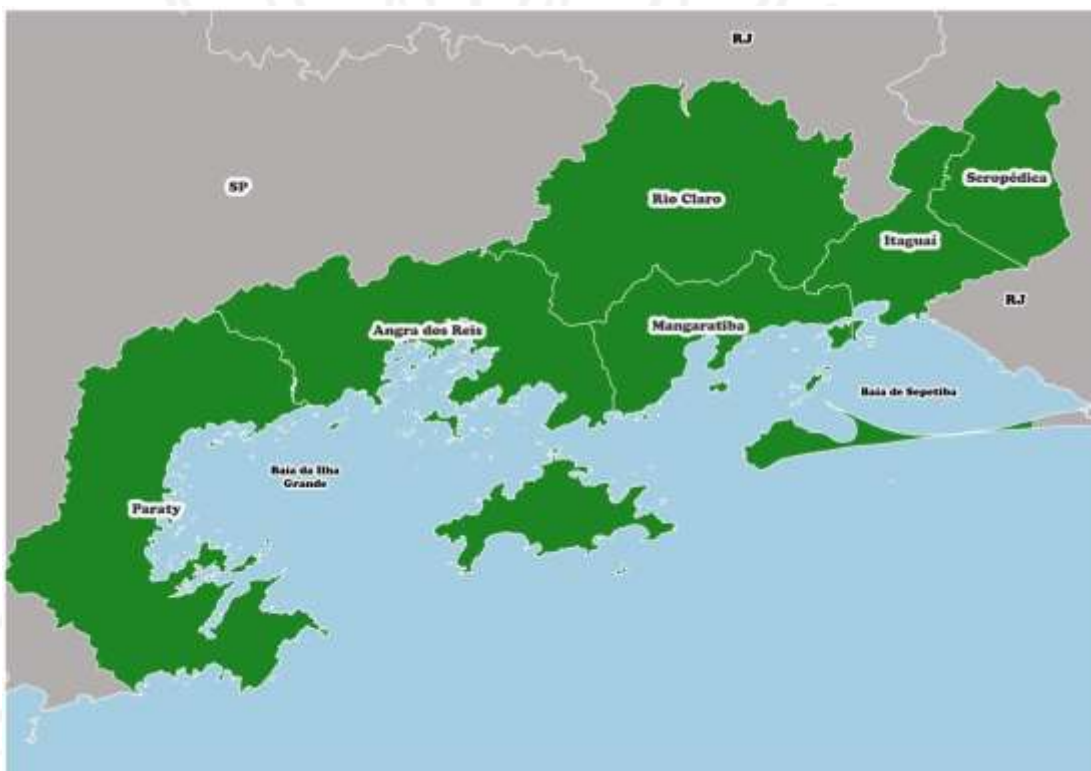 RJ
SP
Rio Claro
Seropédica
Itaguaí
RJ
Angra dos Reis
Mangaratiba
Baía de Sepetiba
Baía da Ilha
Grande
Paraty